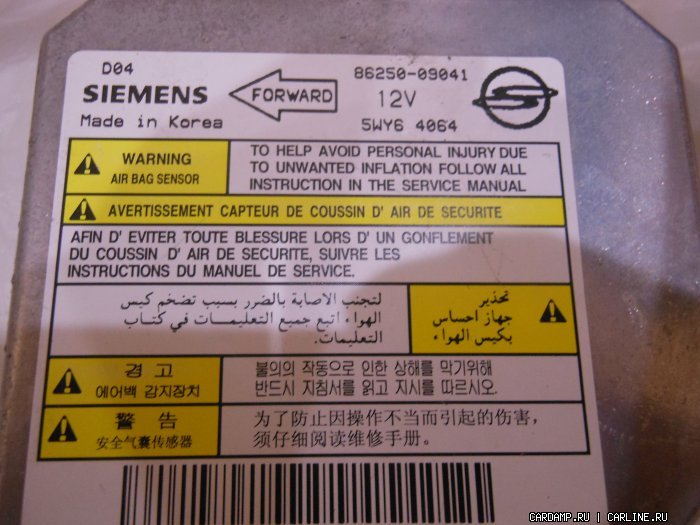 D04
86250-09041
SIEMENS
FORWARD
12V
Made in Korea
5WY6 4064
WARNING
AIR BAG SENSOR
TO HELP AVOID PERSONAL INJURY DUE
TO UNWANTED INFLATION FOLLOW ALL
INSTRUCTION IN THE SERVICE MANUAL
AVERTISSEMENT CAPTEUR DE COUSSIN D' AIR DE SECURITE
AFIN D' EVITER TOUTE BLESSURE LORS D' UN GONFLEMENT
DU COUSSIN D' AIR DE SECURITE, SUIVRE LES
INSTRUCTIONS DU MANUEL DE SERVICE.
تحذير
جهاز احساس
بكيس الهواء
لتجنب الاصابة بالضرر بسبب تضخم كيس
الهواء اتبع جميع التعليمات في كتاب
التعليمات.
경 고
에어백 감지장치
불의의 작동으로 인한 상해를 막기위해
반드시 지침서를 읽고 지시를 따르시오.
警 告
安全气囊传感器
为了防止因操作不当而引起的伤害,
须仔细阅读维修手册.
CARDAMP.RU | CARLINE.RU